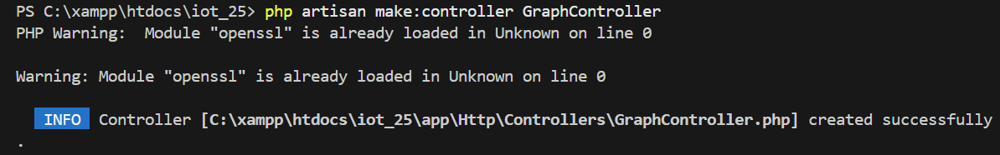 PS C:\xampp\htdocs\iot_25> php artisan make:controller GraphController
PHP Warning:  Module "openssl" is already loaded in Unknown on line 0
Warning: Module "openssl" is already loaded in Unknown on line 0
INFO  Controller [C:\xampp\htdocs\iot_25\app\Http\Controllers\GraphController.php] created successfully
.